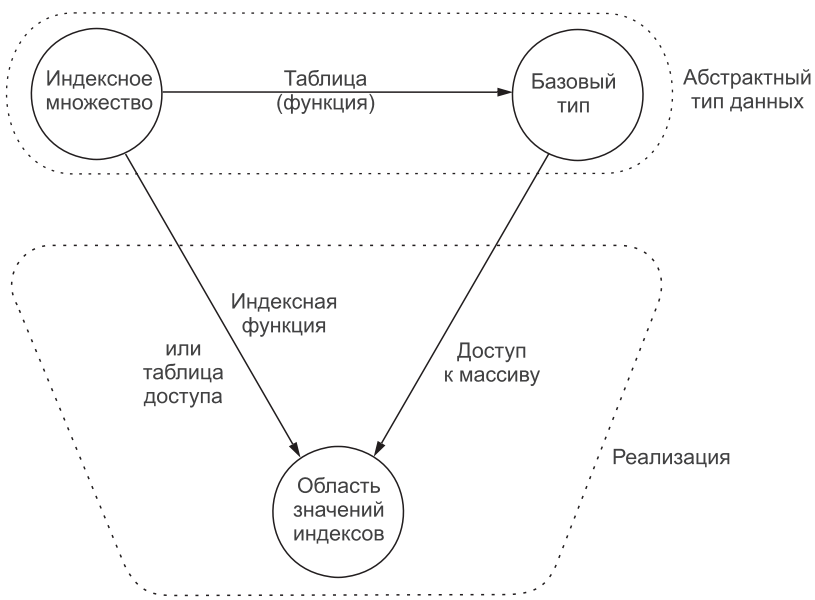 Индексное
множество
Таблица
(функция)
Базовый
тип
Абстрактный
тип данных
Индексная
функция
или
таблица
доступа
Доступ
к массиву
Реализация
Область
значений
индексов